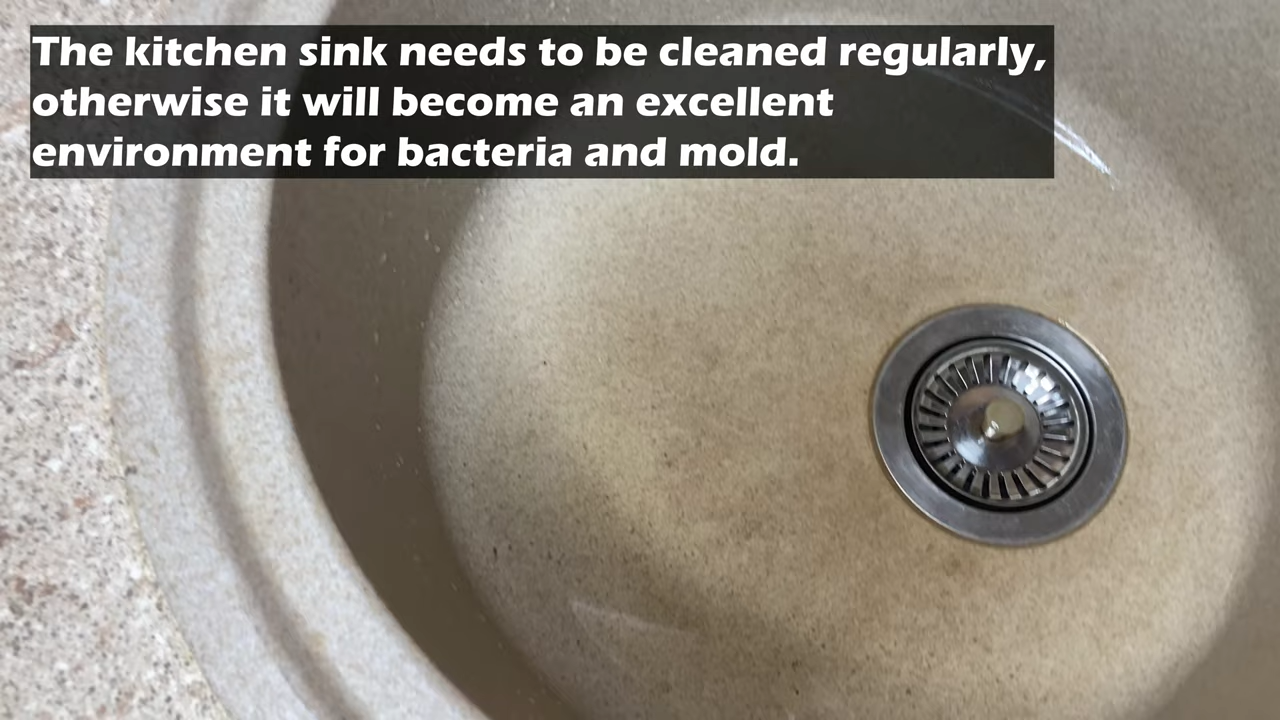 The kitchen sink needs to be cleaned regularly,
otherwise it will become an excellent
environment for bacteria and mold.